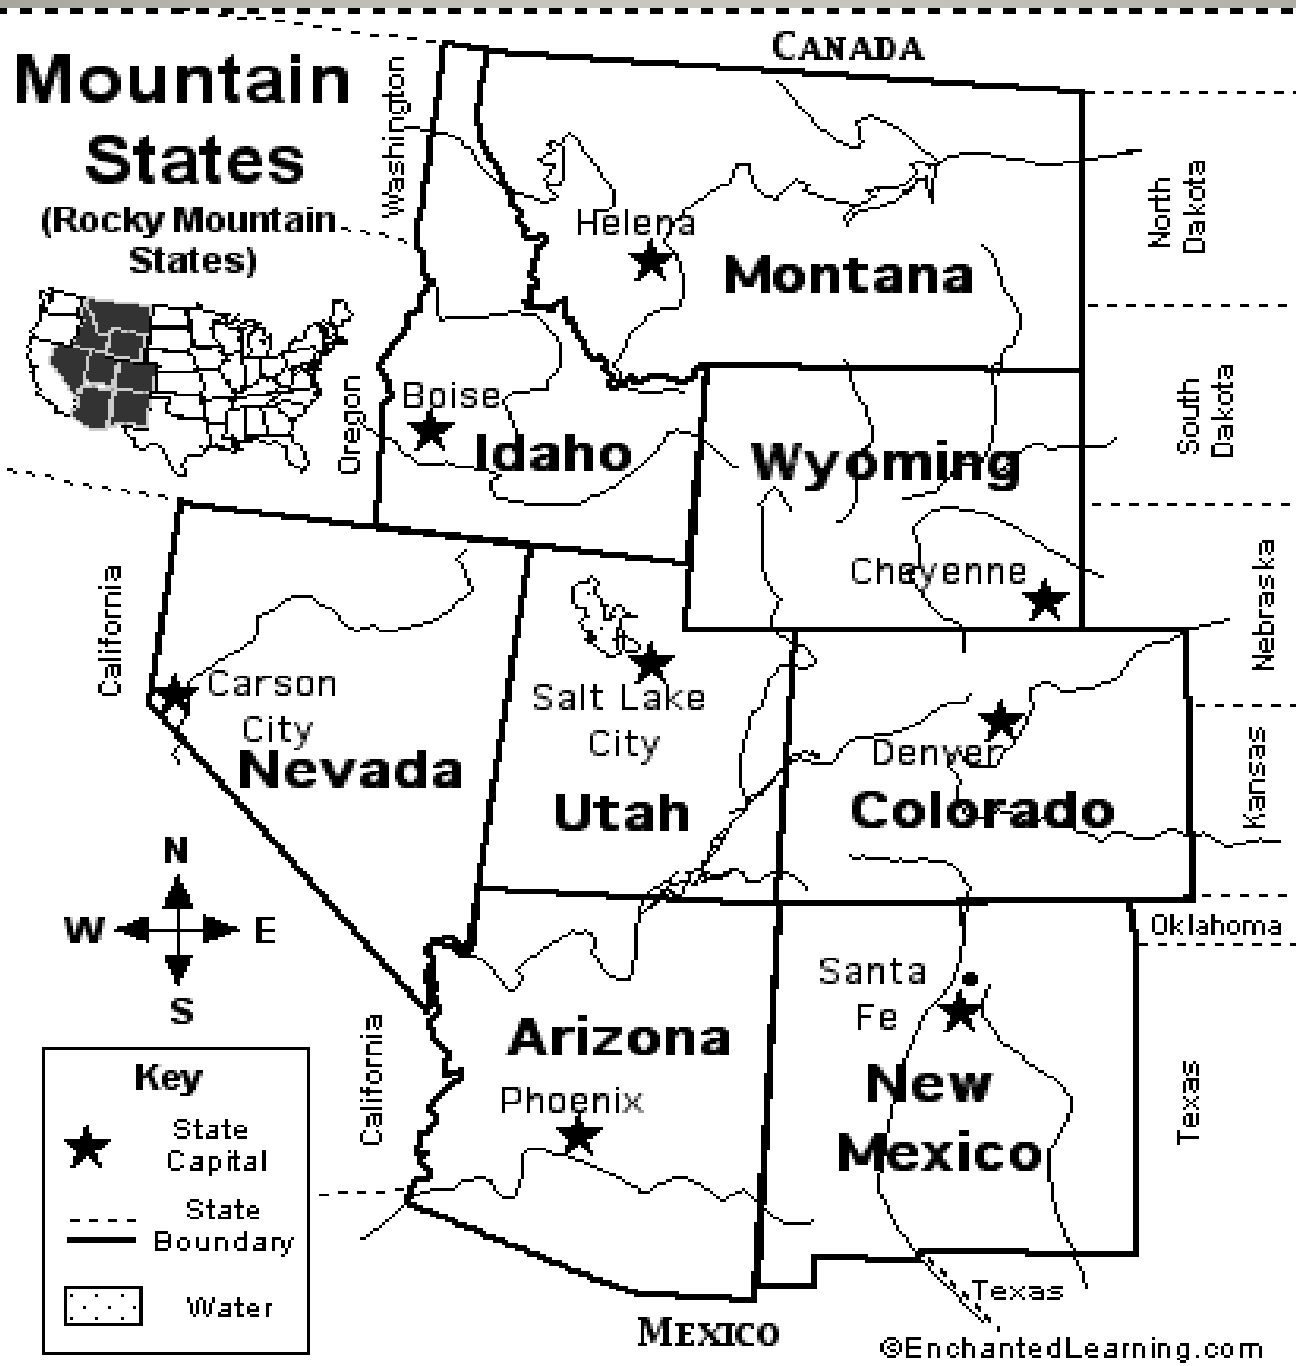 Mountain
States
(Rocky Mountain
States)
CANADA
Washington
North
Dakota
Helena
Montana
South
Dakota
Oregon
Boise
Idaho
Wyoming
Cheyenne
Nebraska
California
Carson
City
Nevada
Salt Lake
City
Utah
Denver
Colorado
Kansas
N
W
E
S
Oklahoma
Santa
Fe
New
Mexico
Arizona
Phoenix
California
Texas
Key
State
Capital
State
Boundary
Water
Texas
MEXICO
©EnchantedLearning.com